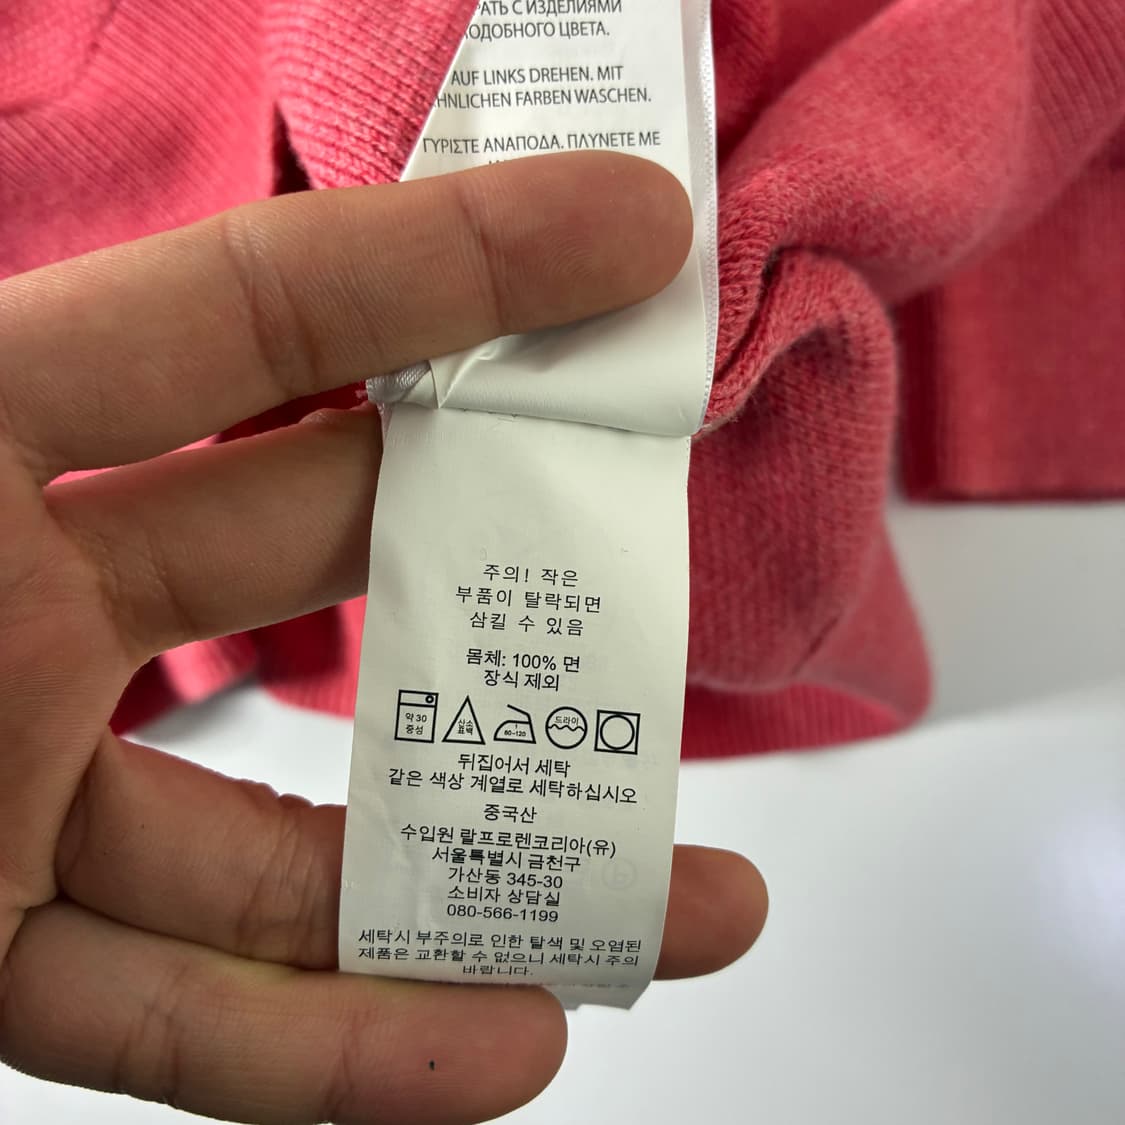 РАТЬ С ИЗДЕЛИЯМИ
ОДОБНОГО ЦВЕТА.
AUF LINKS DREHEN. MIT
HNLICHEN FARBEN WASCHEN.
ΓΥΡΙΣΤΕ ΑΝΑΠΟΔΑ. ΠΛΥΝΕΤΕ ΜΕ
주의! 작은
부품이 탈락되면
삼킬 수 있음
몸체: 100% 면
장식 제외
약 30
중성
산소
표백
80~120
드라이
뒤집어서 세탁
같은 색상 계열로 세탁하십시오
중국산
수입원 랄프로렌코리아(유)
서울특별시 금천구
가산동 345-30
소비자 상담실
080-566-1199
세탁시 부주의로 인한 탈색 및 오염된
제품은 교환할 수 없으니 세탁시 주의
바랍니다.